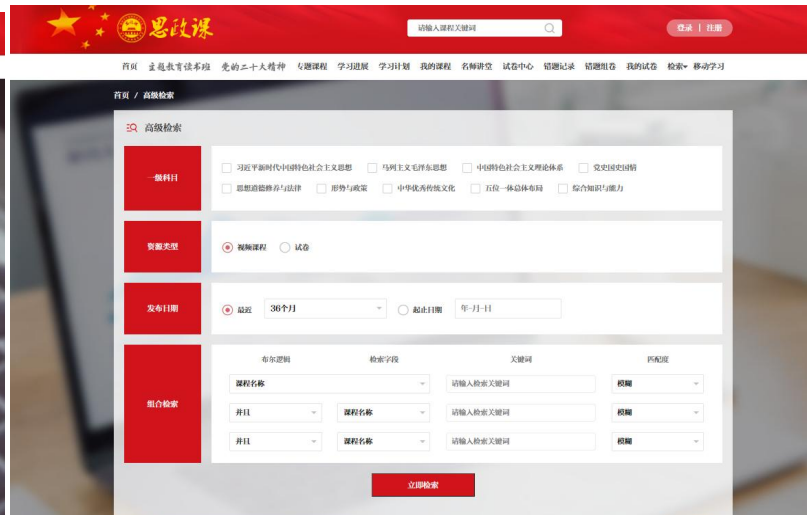 思政课
请输入课程关键词
登录 | 注册
首页 主题教育读书班 党的二十大精神 专题课程 学习进展 学习计划 我的课程 名师讲堂 试卷中心 错题记录 错题组卷 我的试卷 检索 移动学习
首页 / 高级检索
高级检索
一级科目
习近平新时代中国特色社会主义思想 马列主义毛泽东思想 中国特色社会主义理论体系 党史国史国情
思想道德修养与法律 形势与政策 中华优秀传统文化 五位一体总体布局 综合知识与能力
资源类型
视频课程 试卷
发布日期
最近 36个月 起止日期 年-月-日
组合检索
布尔逻辑 检索字段 关键词 匹配度
课程名称 请输入检索关键词 模糊
并且 课程名称 请输入检索关键词 模糊
并且 课程名称 请输入检索关键词 模糊
立即检索